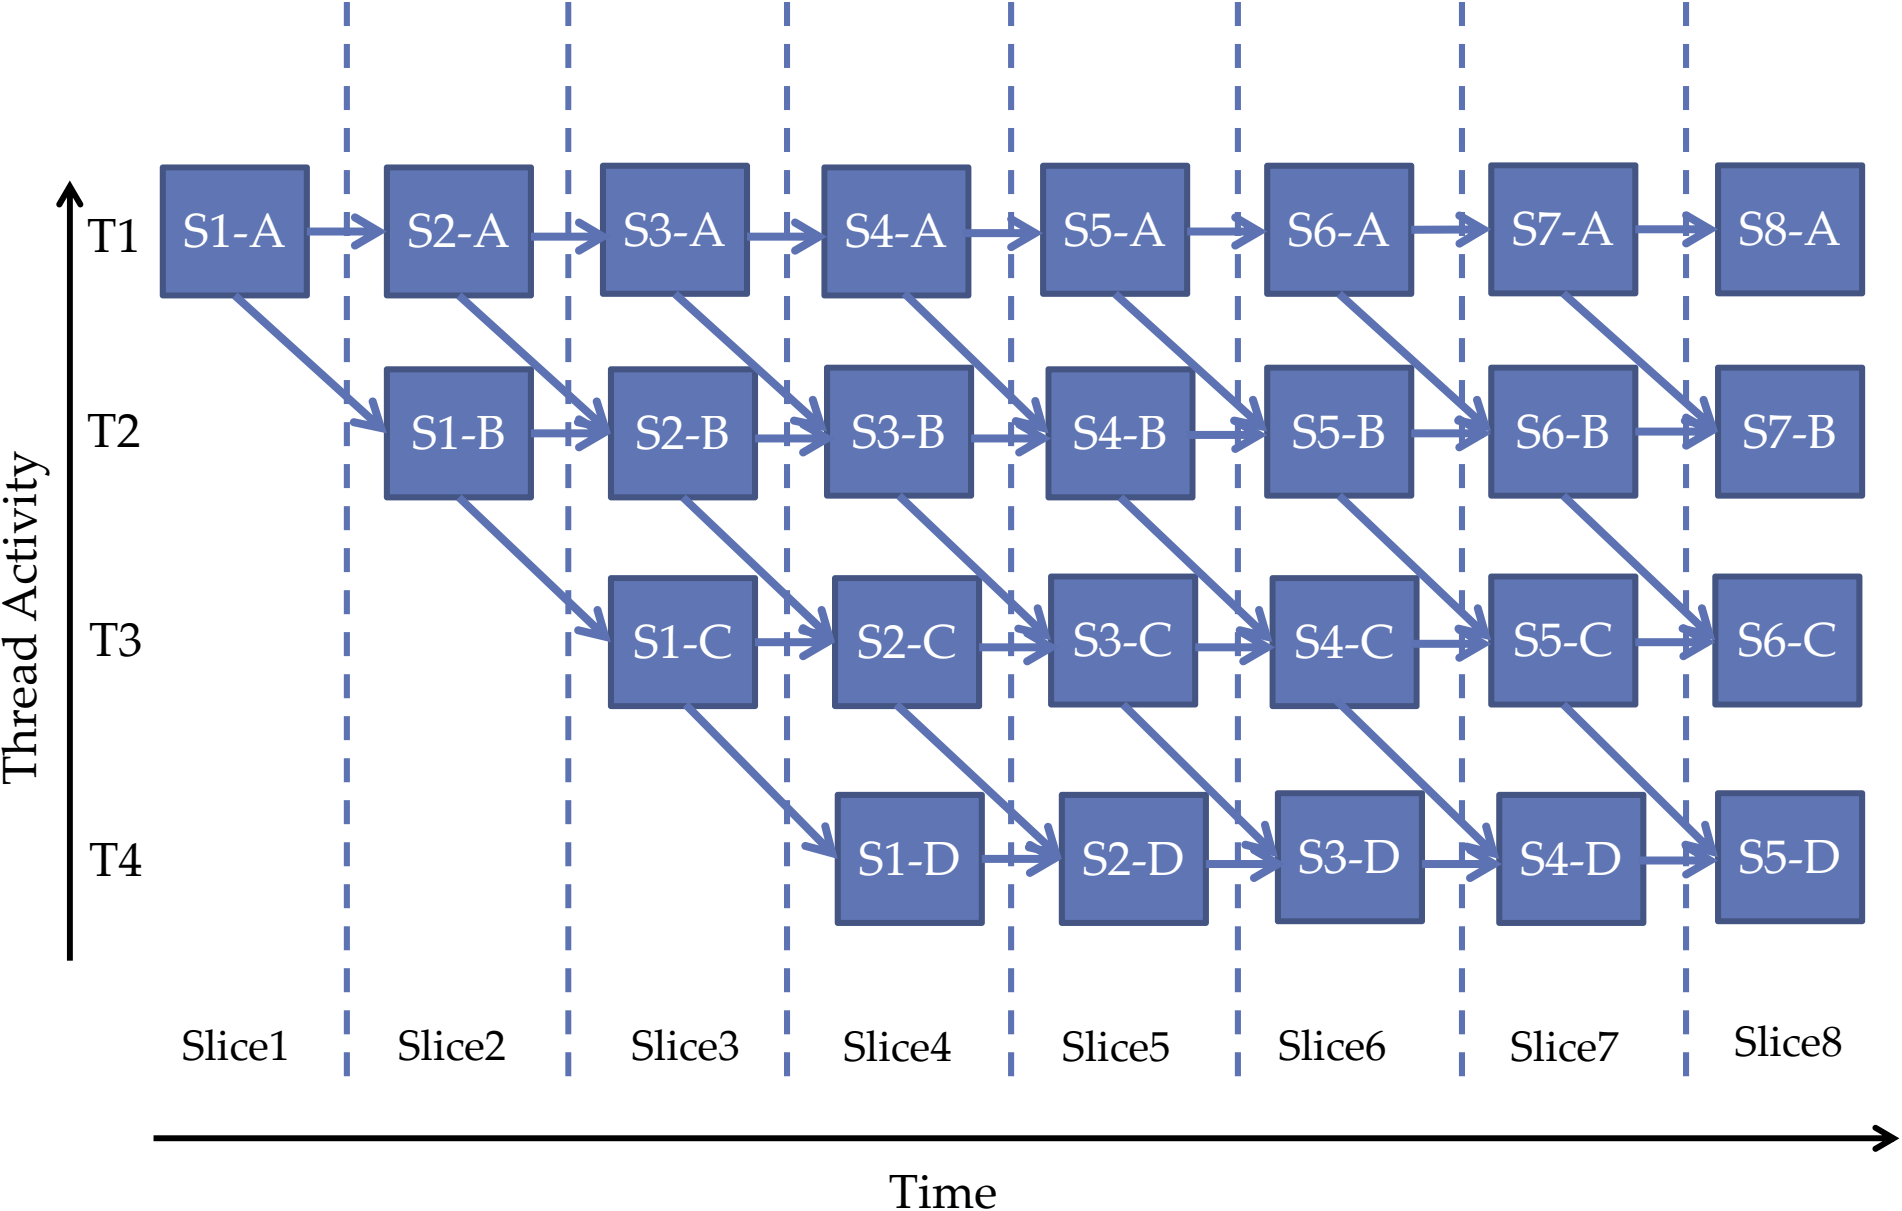 T1
S1-A
S2-A
S3-A
S4-A
S5-A
S6-A
S7-A
S8-A
T2
S1-B
S2-B
S3-B
S4-B
S5-B
S6-B
S7-B
Thread Activity
T3
S1-C
S2-C
S3-C
S4-C
S5-C
S6-C
T4
S1-D
S2-D
S3-D
S4-D
S5-D
Slice1
Slice2
Slice3
Slice4
Slice5
Slice6
Slice7
Slice8
Time